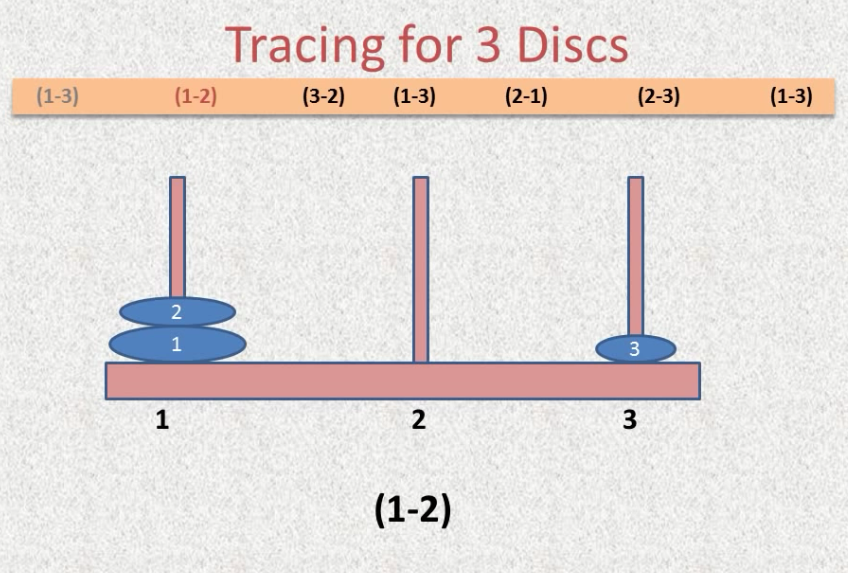 Tracing for 3 Discs
(1-3) (1-2) (3-2) (1-3) (2-1) (2-3) (1-3)
2
1
3
1 2 3
(1-2)